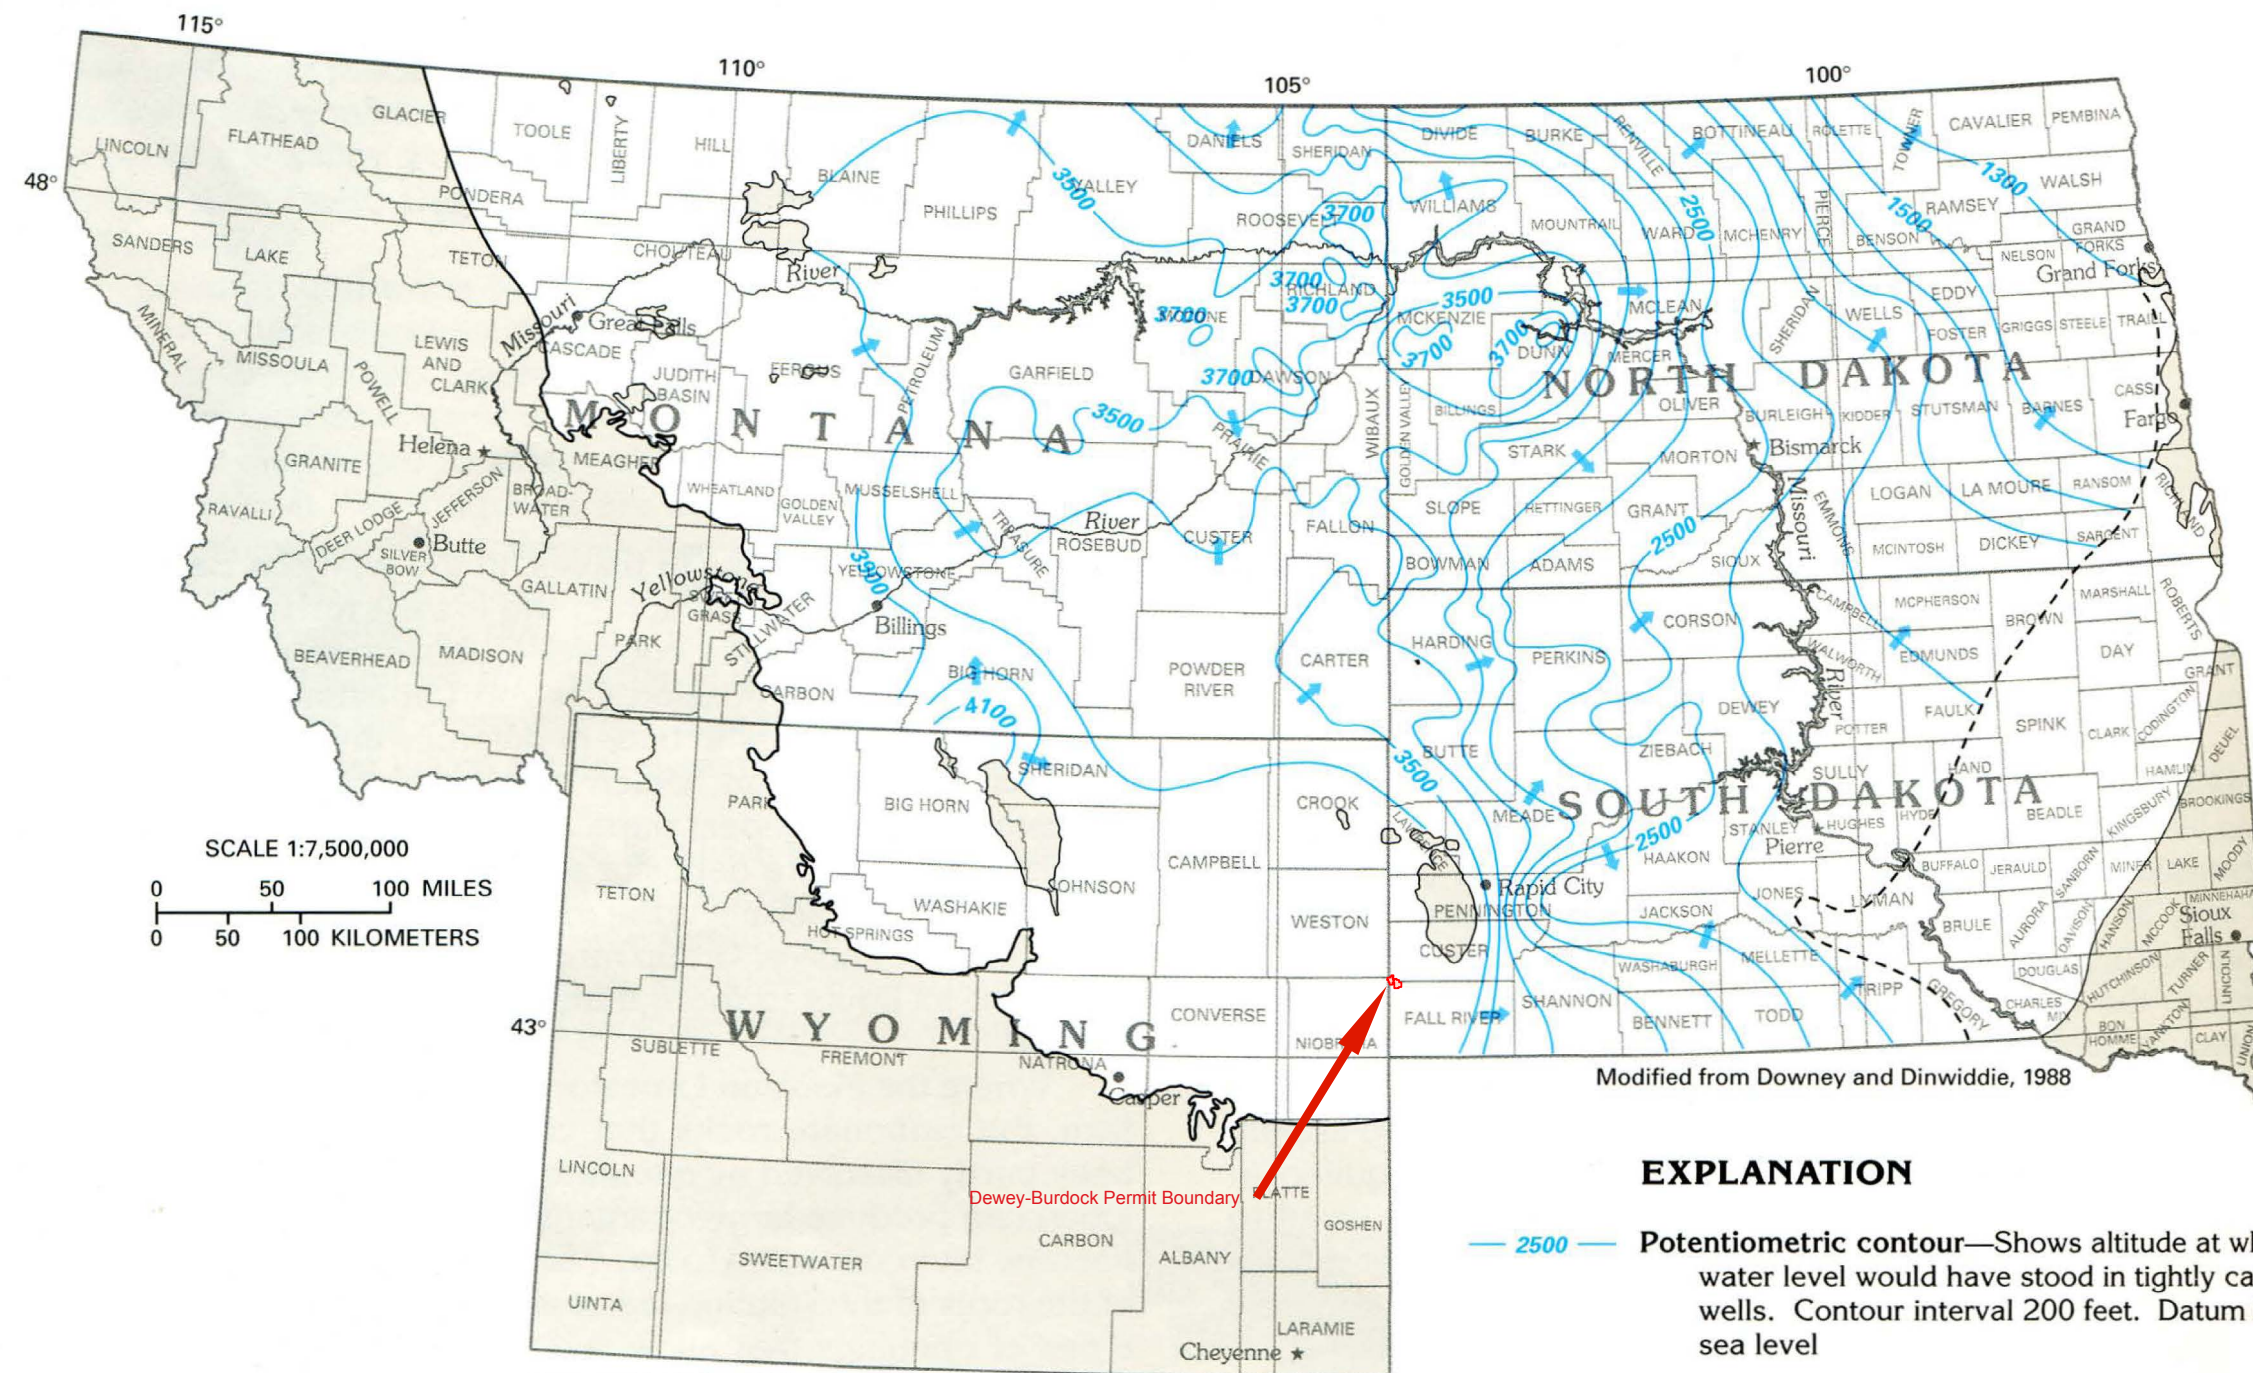 115°
110°
105°
100°
48°
43°
LINCOLN
FLATHEAD
GLACIER
TOOLE
LIBERTY
HILL
BLAINE
PHILLIPS
VALLEY
DANIELS
SHERIDAN
DIVIDE
BURKE
RENVILLE
BOTTINEAU
ROLETTE
TOWNER
CAVALIER
PEMBINA
PONDERA
3500
ROOSEVELT
3700
WILLIAMS
MOUNTRAIL
WARD
2500
MCHENRY
PIERCE
BENSON
1500
RAMSEY
1300
WALSH
GRAND
FORKS
NELSON
Grand Forks
SANDERS
LAKE
TETON
CHOUTEAU
River
Missouri
Great Falls
CASCADE
MINERAL
MISSOULA
POWELL
LEWIS
AND
CLARK
JUDITH
BASIN
FERGUS
PETROLEUM
GARFIELD
3700
RICHLAND
3700
3700
3700
DAWSON
3500
WIBAUX
GOLDEN VALLEY
MCKENZIE
3500
3700
3700
DUNN
MCLEAN
MERCER
SHERIDAN
WELLS
EDDY
FOSTER
GRIGGS
STEELE
TRAILL
NORTH DAKOTA
BILLINGS
OLIVER
BURLEIGH
KIDDER
STUTSMAN
BARNES
CASS
Fargo
MONTANA
Helena
MEAGHER
GRANITE
RAVALLI
DEER LODGE
JEFFERSON
BROAD-
WATER
SILVER
BOW
Butte
WHEATLAND
GOLDEN
VALLEY
MUSSELSHELL
TREASURE
River
ROSEBUD
CUSTER
PRAIRIE
FALLON
STARK
MORTON
Bismarck
SLOPE
HETTINGER
GRANT
2500
SIOUX
Missouri
EMMONS
LOGAN
LA MOURE
RANSOM
RICHLAND
MCINTOSH
DICKEY
SARGENT
BOWMAN
ADAMS
GALLATIN
Yellowstone
SWEET
GRASS
STILLWATER
3900
YELLOWSTONE
Billings
BEAVERHEAD
MADISON
PARK
CARBON
BIG HORN
4100
POWDER
RIVER
CARTER
HARDING
PERKINS
CORSON
CAMPBELL
WALWORTH
MCPHERSON
EDMUNDS
BROWN
MARSHALL
ROBERTS
DAY
GRANT
River
DEWEY
POTTER
FAULK
SPINK
CLARK
CODINGTON
DEUEL
HAMLIN
ZIEBACH
BUTTE
3500
SULLY
HAND
SOUTH DAKOTA
MEADE
LAWRENCE
2500
STANLEY
HUGHES
HYDE
BEADLE
KINGSBURY
BROOKINGS
Pierre
HAAKON
BUFFALO
JERAULD
SANBORN
MINER
LAKE
MOODY
Rapid City
PENNINGTON
JACKSON
JONES
LYMAN
BRULE
AURORA
DAVISON
HANSON
MCCOOK
MINNEHAHA
Sioux
Falls
CUSTER
WASHABURGH
MELLETTE
TRIPP
GREGORY
DOUGLAS
CHARLES
MIX
HUTCHINSON
TURNER
LINCOLN
FALL RIVER
SHANNON
BENNETT
TODD
BON
HOMME
YANKTON
CLAY
UNION
SCALE 1:7,500,000
0 50 100 MILES
0 50 100 KILOMETERS
PARK
BIG HORN
SHERIDAN
CROOK
CAMPBELL
JOHNSON
TETON
WASHAKIE
HOT SPRINGS
WESTON
WYOMING
SUBLETTE
FREMONT
NATRONA
CONVERSE
NIOBRARA
Casper
LINCOLN
Dewey-Burdock Permit Boundary
PLATTE
GOSHEN
SWEETWATER
CARBON
ALBANY
UINTA
LARAMIE
Cheyenne
Modified from Downey and Dinwiddie, 1988
EXPLANATION
2500 Potentiometric contour—Shows altitude at
water level would have stood in tightly
wells. Contour interval 200 feet. Datum
sea level